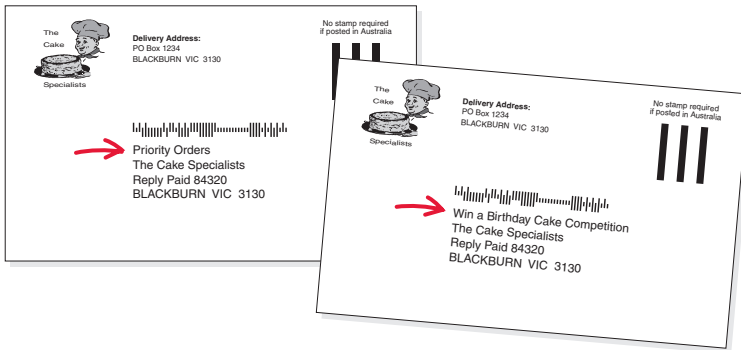 The
Cake
Specialists
Delivery Address:
PO Box 1234
BLACKBURN VIC 3130
No stamp required
if posted in Australia
Priority Orders
The Cake Specialists
Reply Paid 84320
BLACKBURN VIC 3130
The
Cake
Specialists
Delivery Address:
PO Box 1234
BLACKBURN VIC 3130
No stamp required
if posted in Australia
Win a Birthday Cake Competition
The Cake Specialists
Reply Paid 84320
BLACKBURN VIC 3130